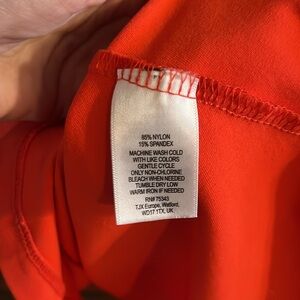 85% NYLON
15% SPANDEX
MACHINE WASH COLD
WITH LIKE COLORS
GENTLE CYCLE
ONLY NON-CHLORINE
BLEACH WHEN NEEDED
TUMBLE DRY LOW
WARM IRON IF NEEDED
RN# 75343
TJX Europe, Watford,
WD17 1TX, UK